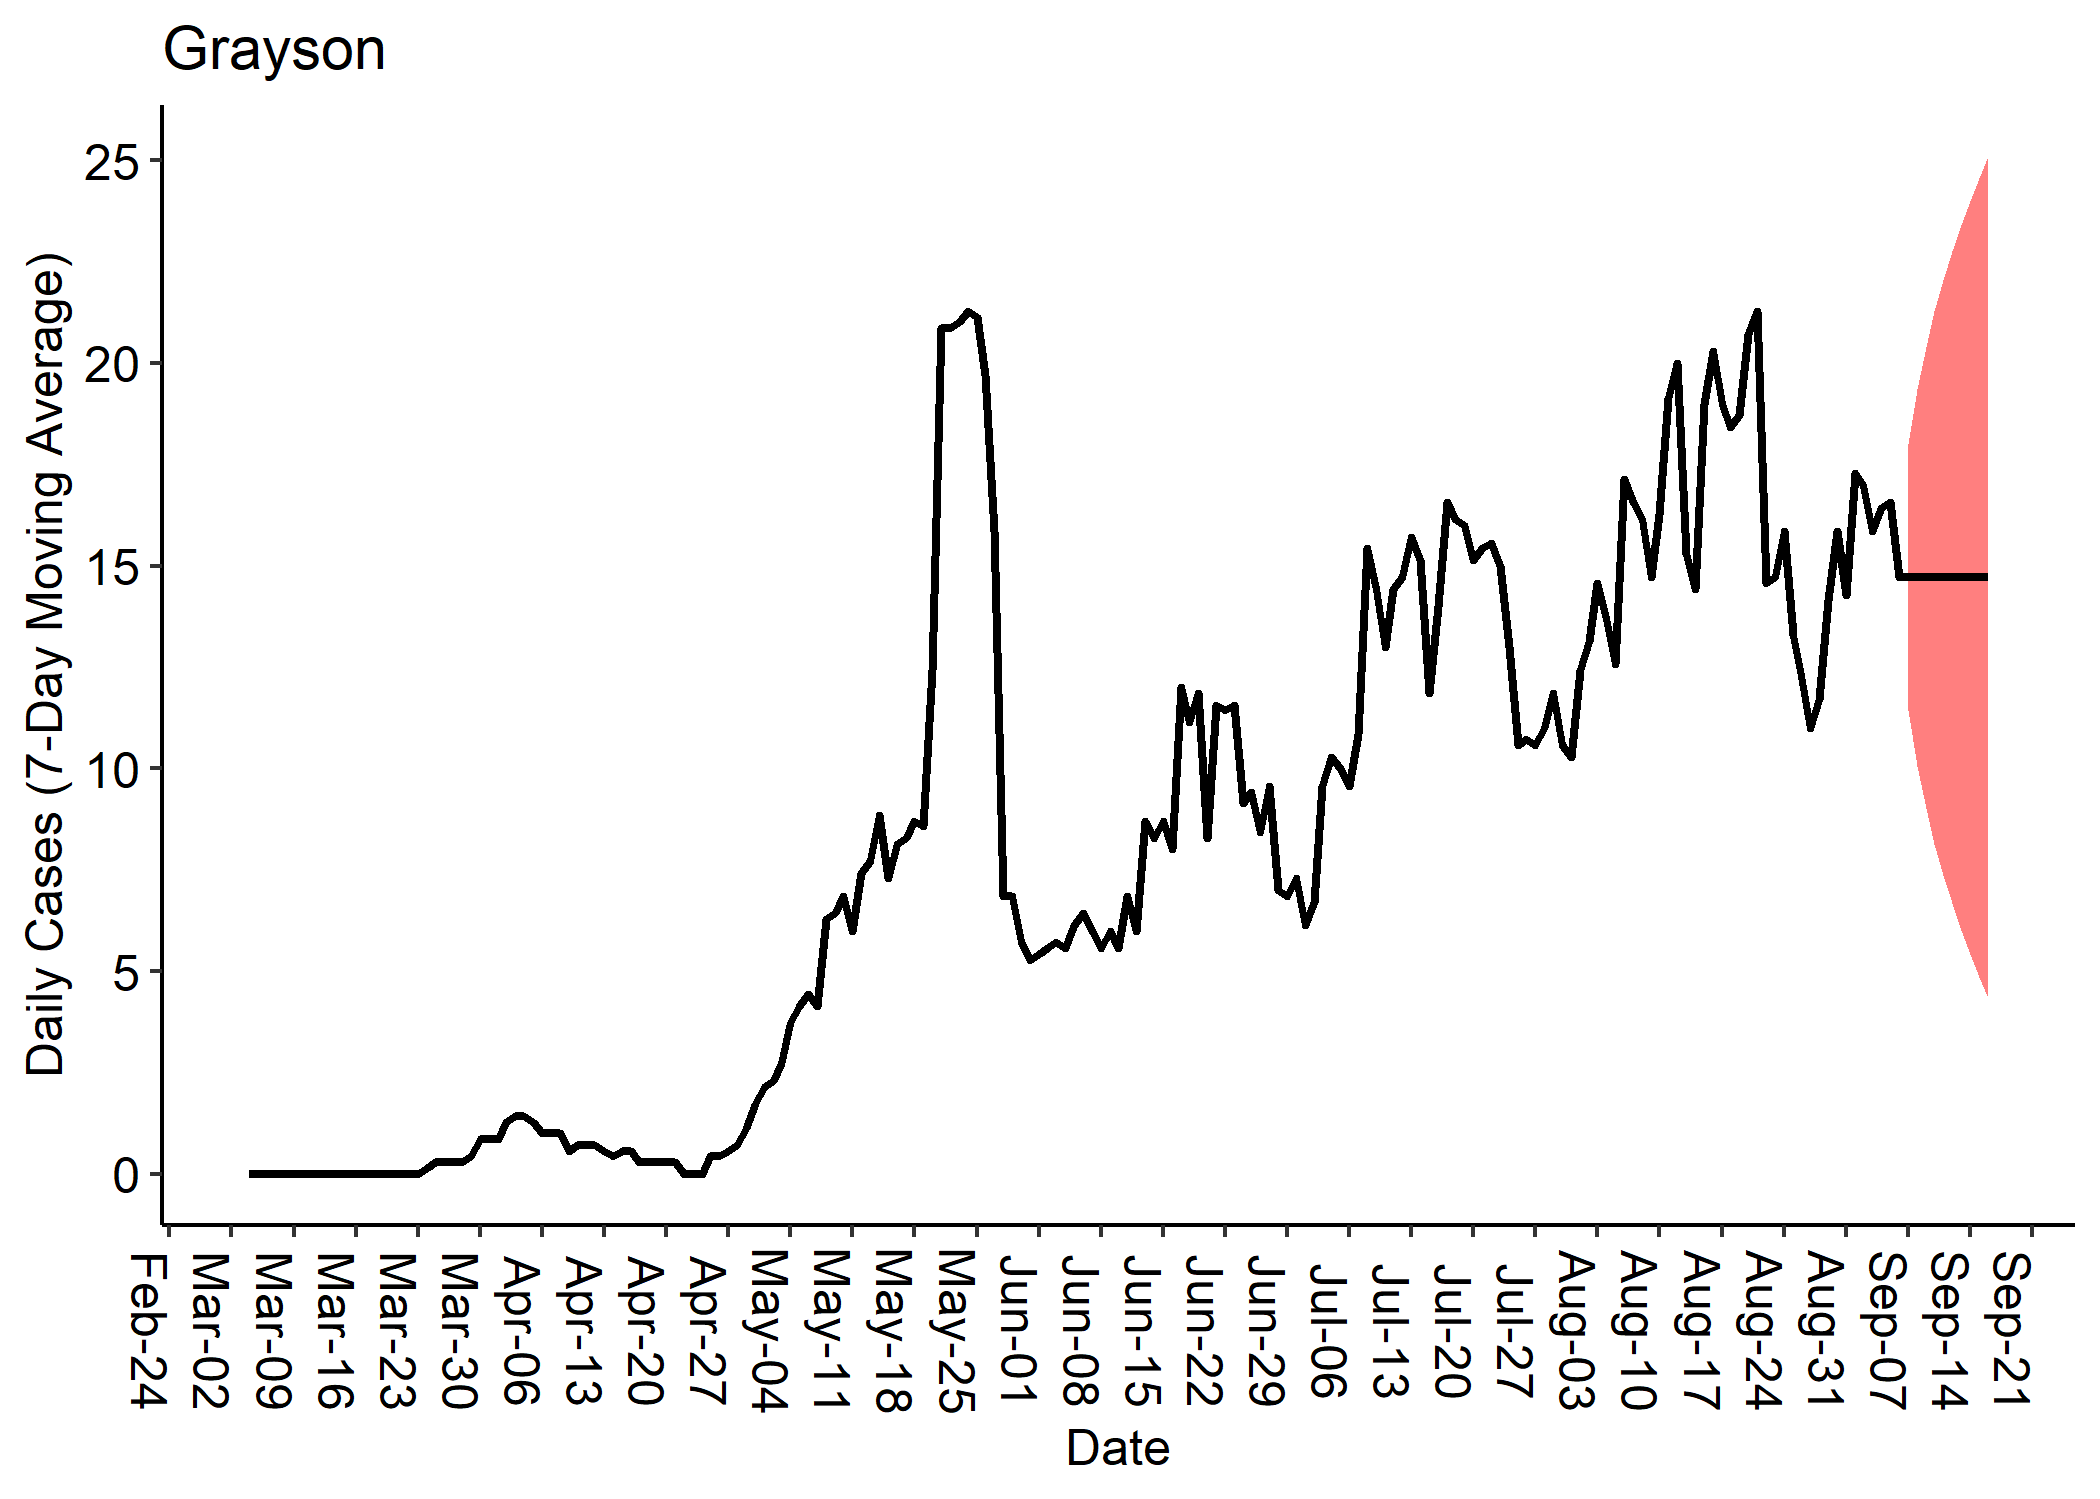 Grayson
Daily Cases (7-Day Moving Average)
25
20
15
10
5
0
Feb-24
Mar-02
Mar-09
Mar-16
Mar-23
Mar-30
Apr-06
Apr-13
Apr-20
Apr-27
May-04
May-11
May-18
May-25
Jun-01
Jun-08
Jun-15
Jun-22
Jun-29
Jul-06
Jul-13
Jul-20
Jul-27
Aug-03
Aug-10
Aug-17
Aug-24
Aug-31
Sep-07
Sep-14
Sep-21
Date